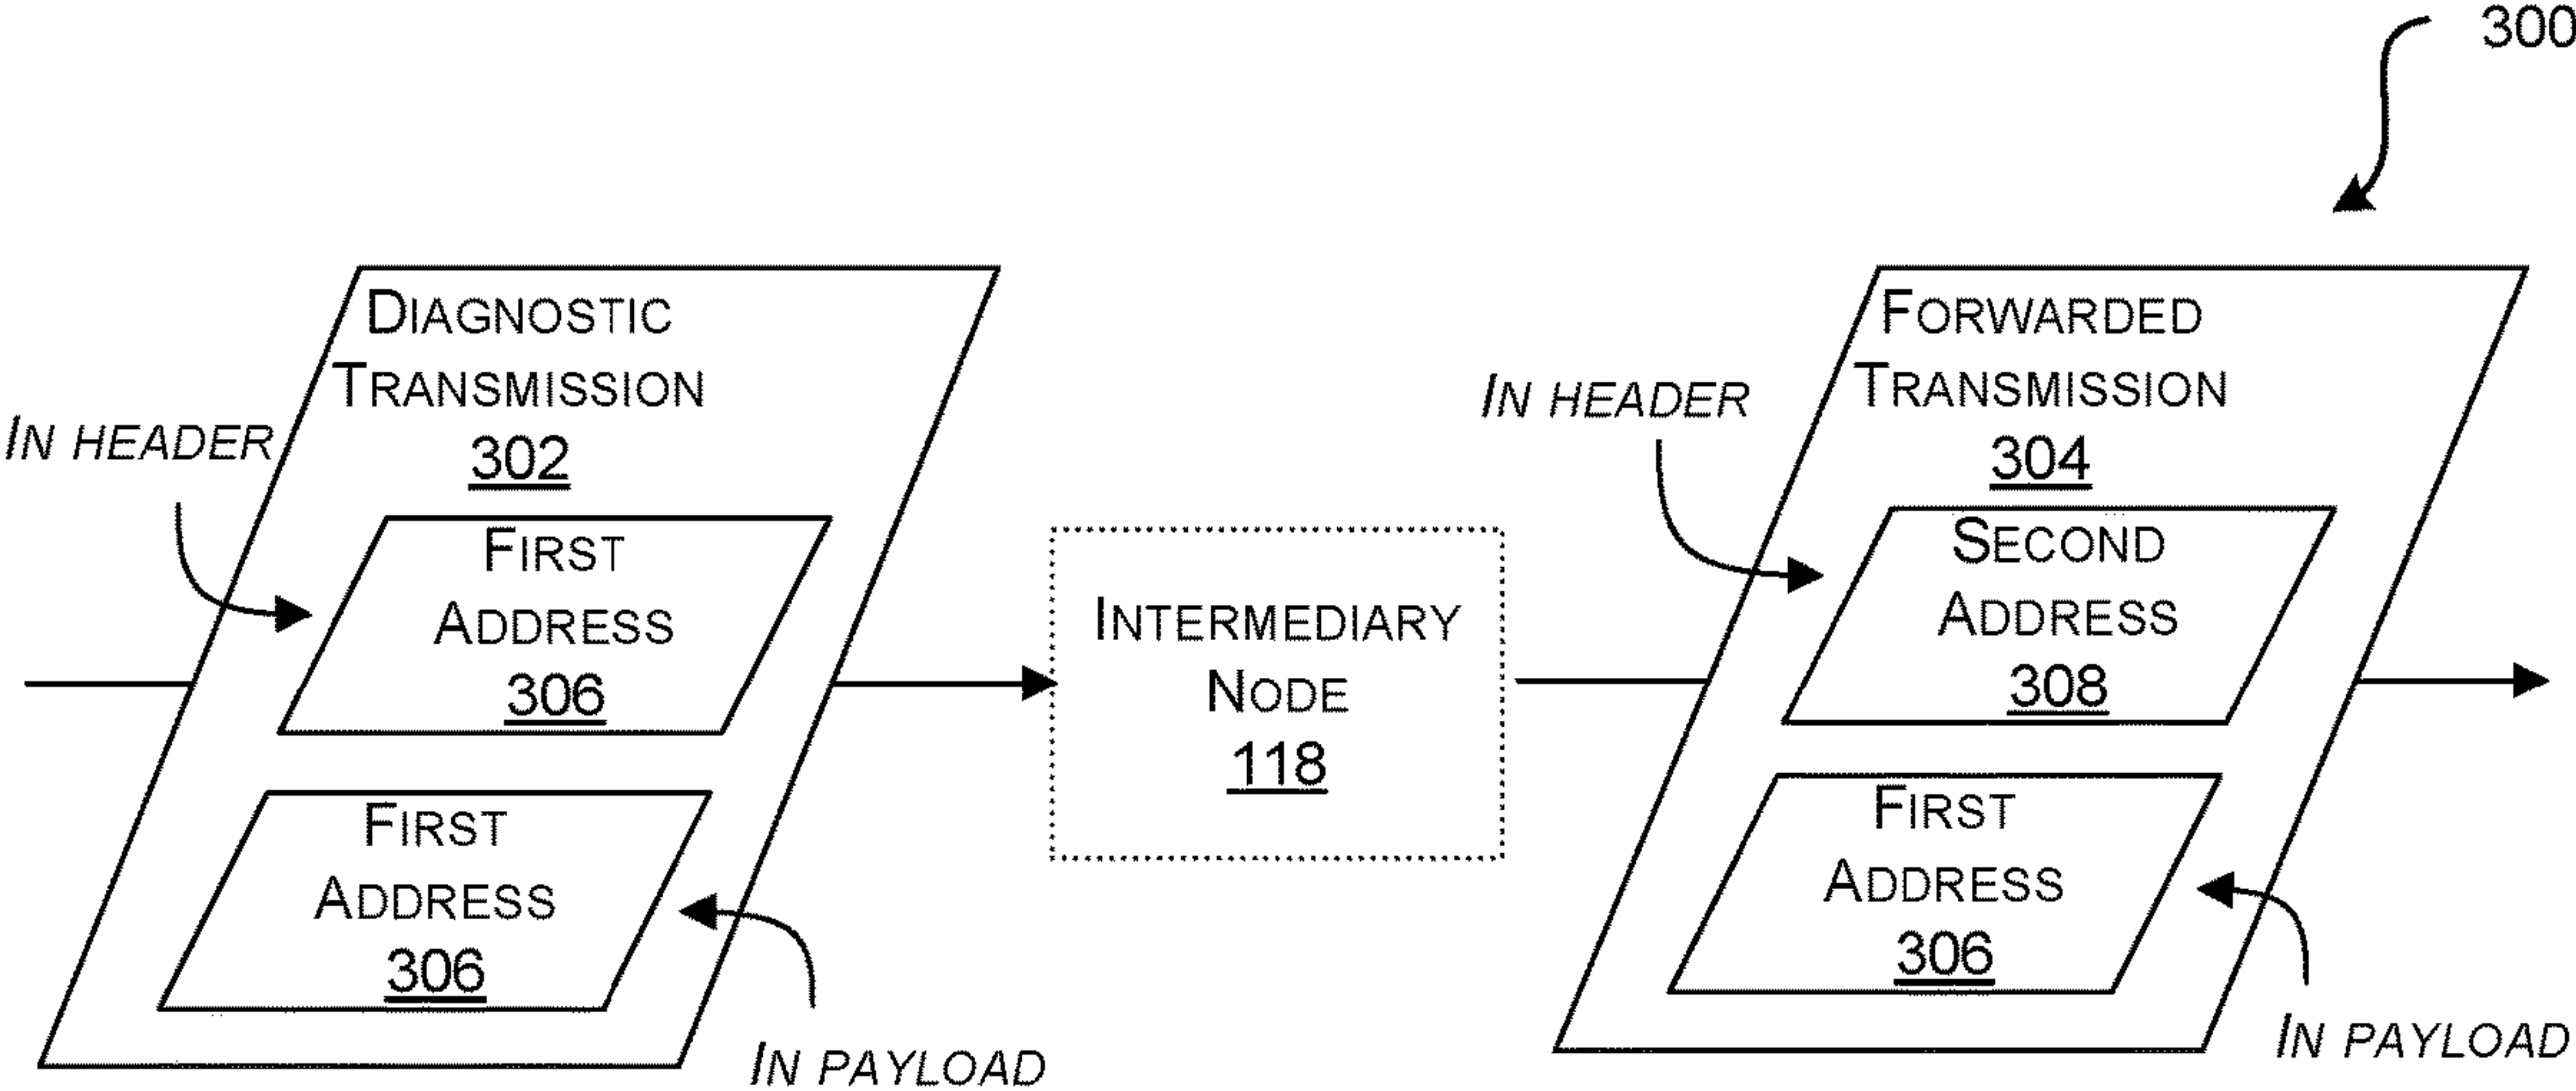 300
DIAGNOSTIC
TRANSMISSION
302
IN HEADER
FIRST
ADDRESS
306
FIRST
ADDRESS
306
IN PAYLOAD
INTERMEDIARY
NODE
118
FORWARDED
TRANSMISSION
304
IN HEADER
SECOND
ADDRESS
308
FIRST
ADDRESS
306
IN PAYLOAD